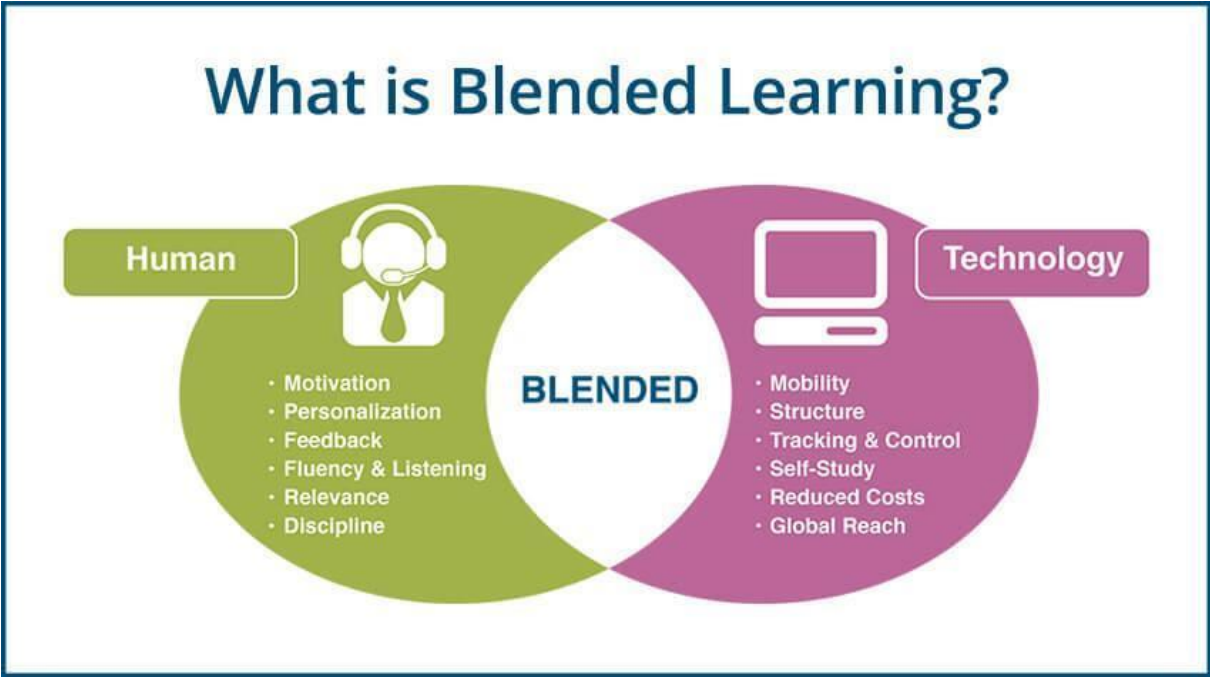 What is Blended Learning?
Human
· Motivation
· Personalization
· Feedback
· Fluency & Listening
· Relevance
· Discipline
BLENDED
Technology
· Mobility
· Structure
· Tracking & Control
· Self-Study
· Reduced Costs
· Global Reach